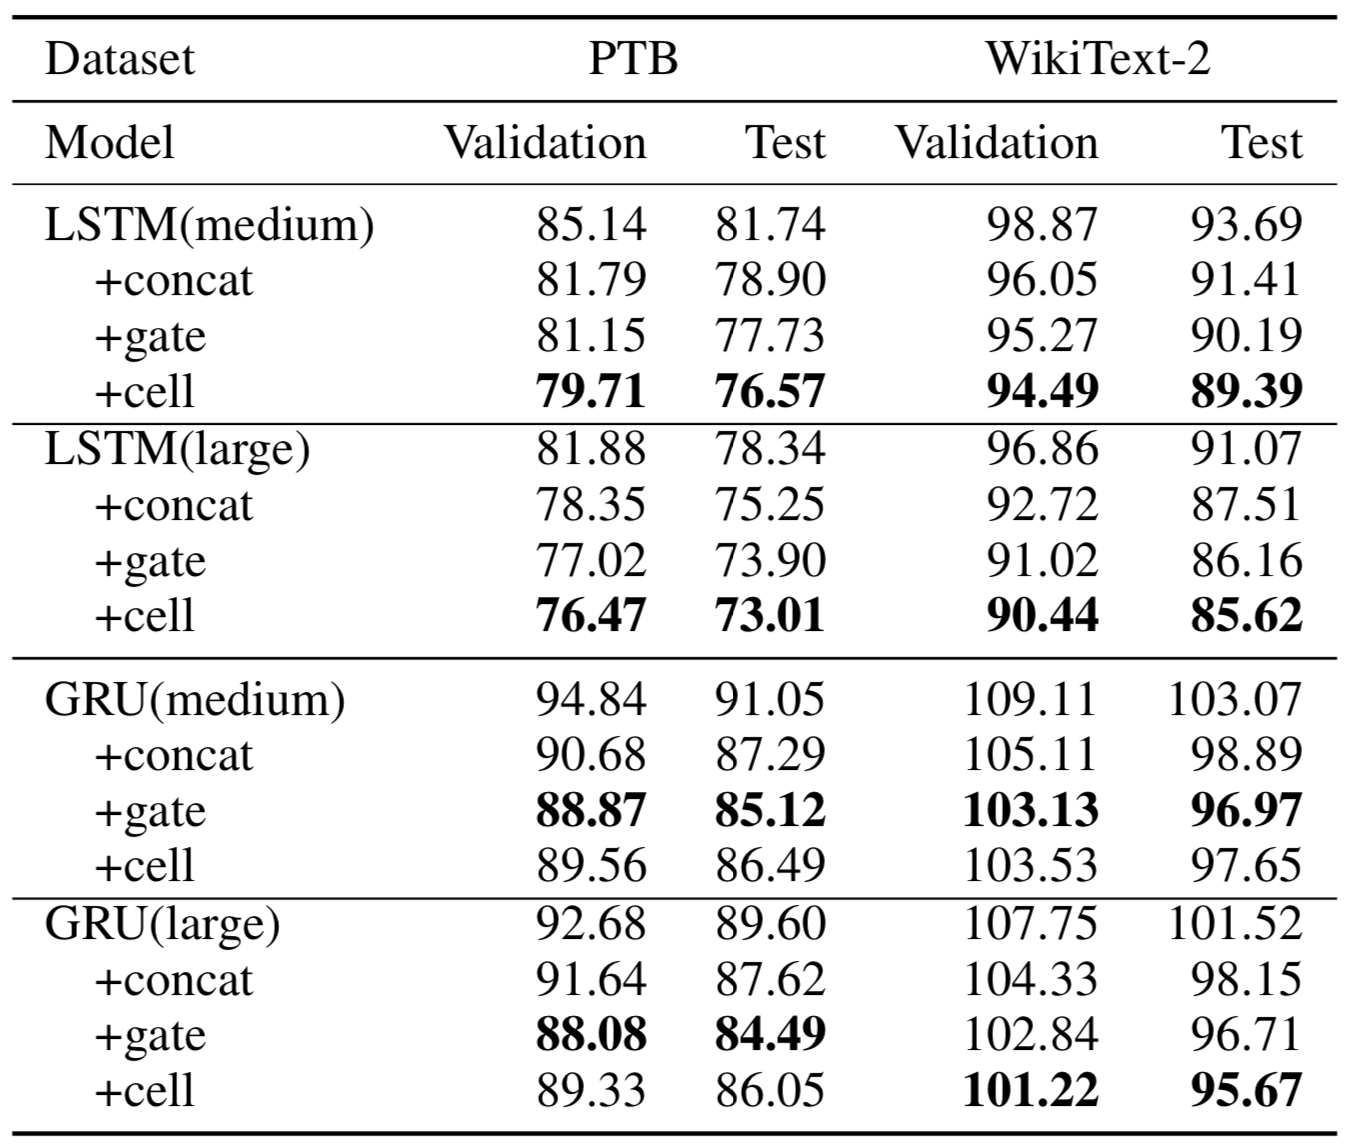 Dataset PTB WikiText-2
Model Validation Test Validation Test
LSTM(medium) 85.14 81.74 98.87 93.69
+concat 81.79 78.90 96.05 91.41
+gate 81.15 77.73 95.27 90.19
+cell 79.71 76.57 94.49 89.39
LSTM(large) 81.88 78.34 96.86 91.07
+concat 78.35 75.25 92.72 87.51
+gate 77.02 73.90 91.02 86.16
+cell 76.47 73.01 90.44 85.62
GRU(medium) 94.84 91.05 109.11 103.07
+concat 90.68 87.29 105.11 98.89
+gate 88.87 85.12 103.13 96.97
+cell 89.56 86.49 103.53 97.65
GRU(large) 92.68 89.60 107.75 101.52
+concat 91.64 87.62 104.33 98.15
+gate 88.08 84.49 102.84 96.71
+cell 89.33 86.05 101.22 95.67